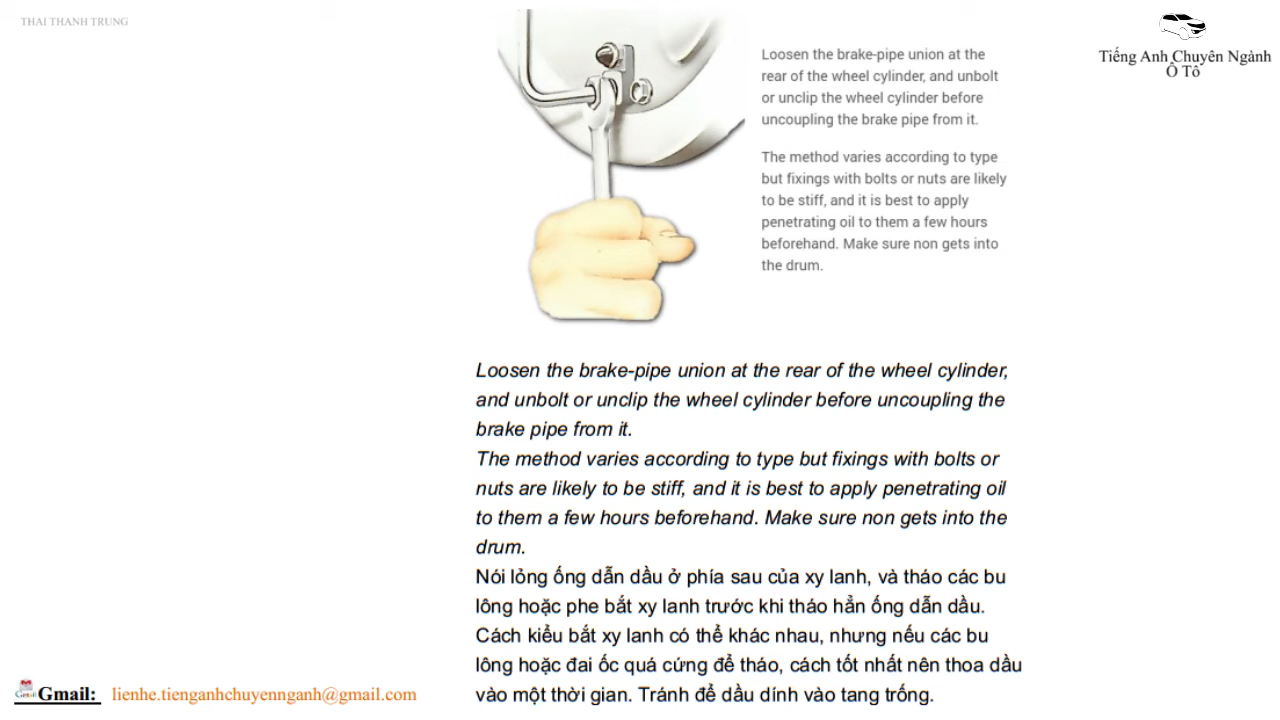 THAI THANH TRUNG
Tiếng Anh Chuyên Ngành
Ô Tô
Loosen the brake-pipe union at the
rear of the wheel cylinder, and unbolt
or unclip the wheel cylinder before
uncoupling the brake pipe from it.
The method varies according to type
but fixings with bolts or nuts are likely
to be stiff, and it is best to apply
penetrating oil to them a few hours
beforehand. Make sure non gets into
the drum.
Loosen the brake-pipe union at the rear of the wheel cylinder,
and unbolt or unclip the wheel cylinder before uncoupling the
brake pipe from it.
The method varies according to type but fixings with bolts or
nuts are likely to be stiff, and it is best to apply penetrating oil
to them a few hours beforehand. Make sure non gets into the
drum.
Nói lỏng ống dẫn dầu ở phía sau của xy lanh, và tháo các bu
lông hoặc phe bắt xy lanh trước khi tháo hẳn ống dẫn dầu.
Cách kiểu bắt xy lanh có thể khác nhau, nhưng nếu các bu
lông hoặc đai ốc quá cứng để tháo, cách tốt nhất nên thoa dầu
vào một thời gian. Tránh để dầu dính vào tang trống.
Gmail: lienhe.tienganhchuyennganh@gmail.com